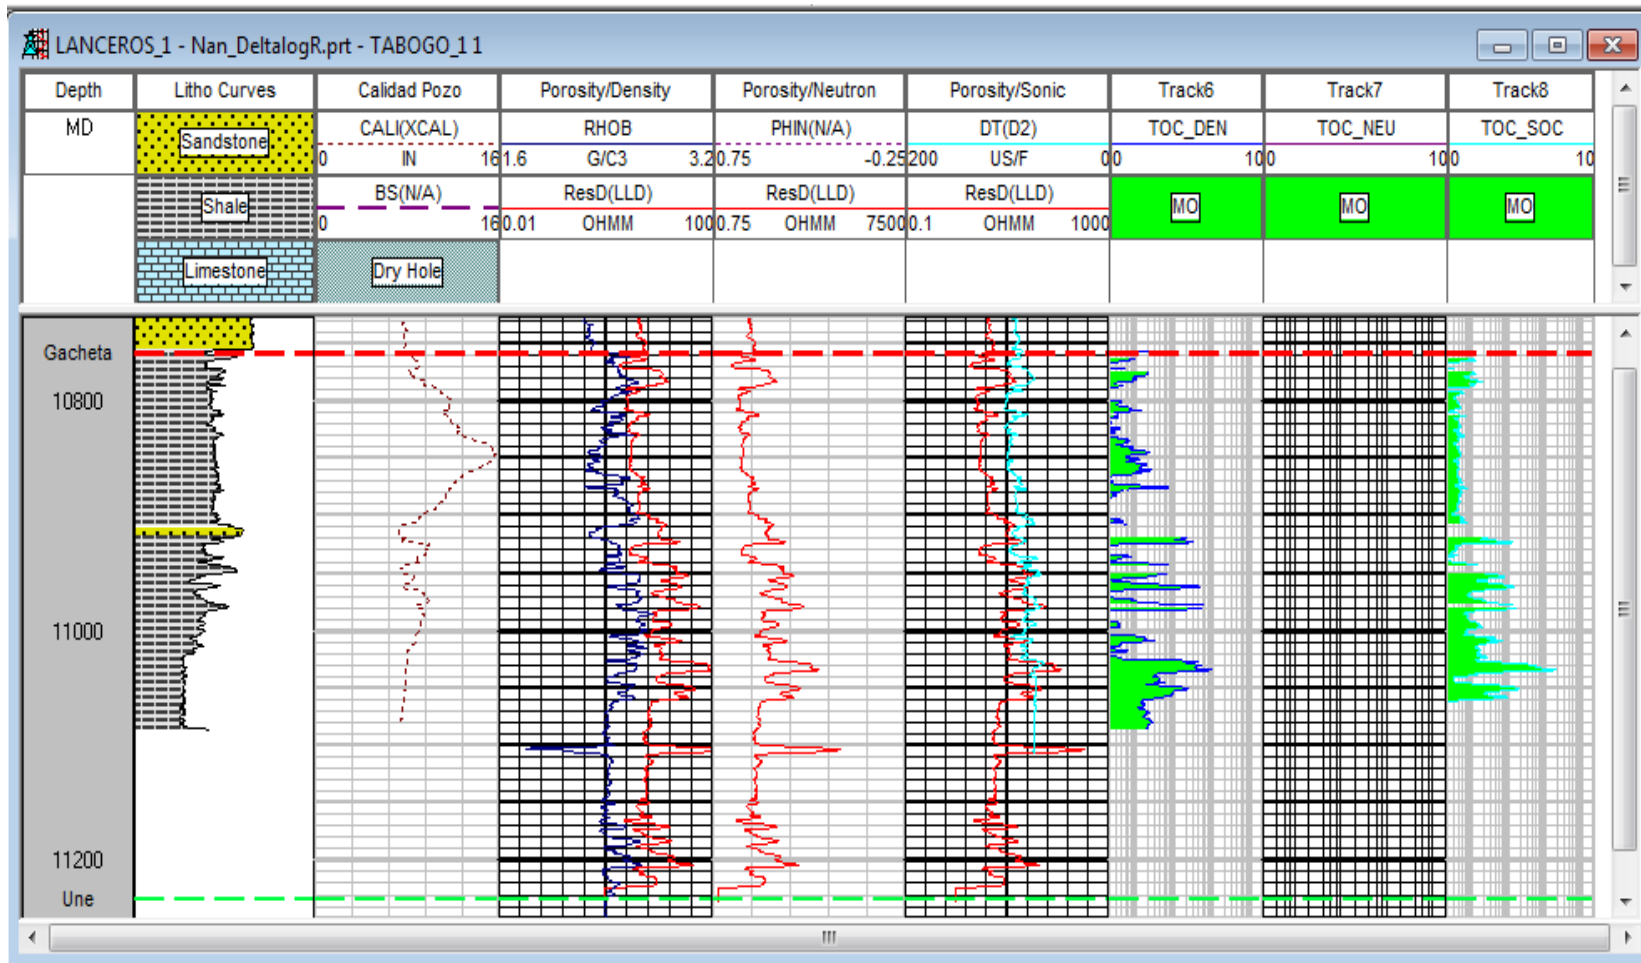 LANCEROS_1 - Nan_DeltalogR.prt - TABOGO_1 1
Depth Litho Curves Calidad Pozo Porosity/Density Porosity/Neutron Porosity/Sonic Track6 Track7 Track8
MD Sandstone CALI(XCAL) RHOB PHIN(N/A) DT(D2) TOC_DEN TOC_NEU TOC_SOC
0 IN 16 1.6 G/C3 3.2 0.75 -0.25 200 US/F 0 0 10 0 10 0 10
Shale BS(N/A) ResD(LLD) ResD(LLD) ResD(LLD) MO MO MO
0 16 0.01 OHMM 100 0.75 OHMM 7500 0.1 OHMM 1000
Limestone Dry Hole
Gacheta
10800
11000
11200
Une